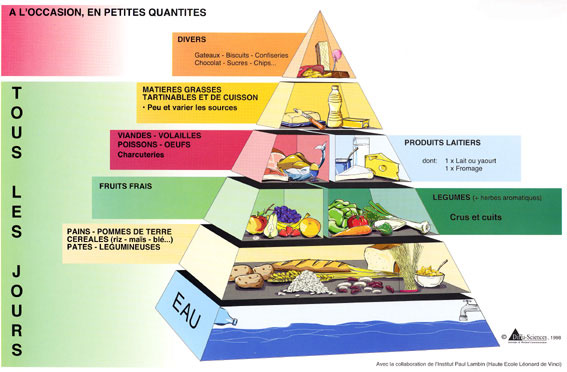 A L'OCCASION, EN PETITES QUANTITES
DIVERS
Gateaux - Biscuits - Confiseries
Chocolat - Sucres - Chips...
TOUS LES JOURS
MATIERES GRASSES
TARTINABLES ET DE CUISSON
• Peu et varier les sources
VIANDES - VOLAILLES
POISSONS - OEUFS
Charcuteries
PRODUITS LAITIERS
dont: 1 x Lait ou yaourt
1 x Fromage
FRUITS FRAIS
LEGUMES (+ herbes aromatiques)
Crus et cuits
PAINS - POMMES DE TERRE
CEREALES (riz - maïs - blé...)
PATES - LEGUMINEUSES
EAU
© -Sciences, 1998
Avec la collaboration de l'Institut Paul Lambin (Haute Ecole Léonard de Vinci)